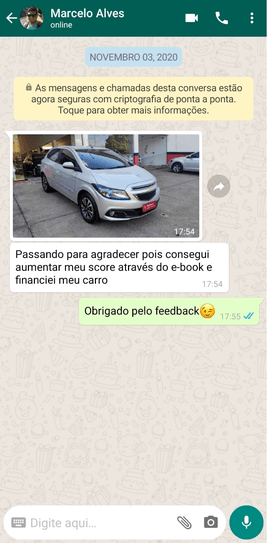 Marcelo Alves
online
NOVEMBRO 03, 2020
As mensagens e chamadas desta conversa estão
agora seguras com criptografia de ponta a ponta.
Toque para obter mais informações.
17:54
Passando para agradecer pois consegui
aumentar meu score através do e-book e
financiei meu carro
17:54
Obrigado pelo feedback😉 17:55
Digite aqui...